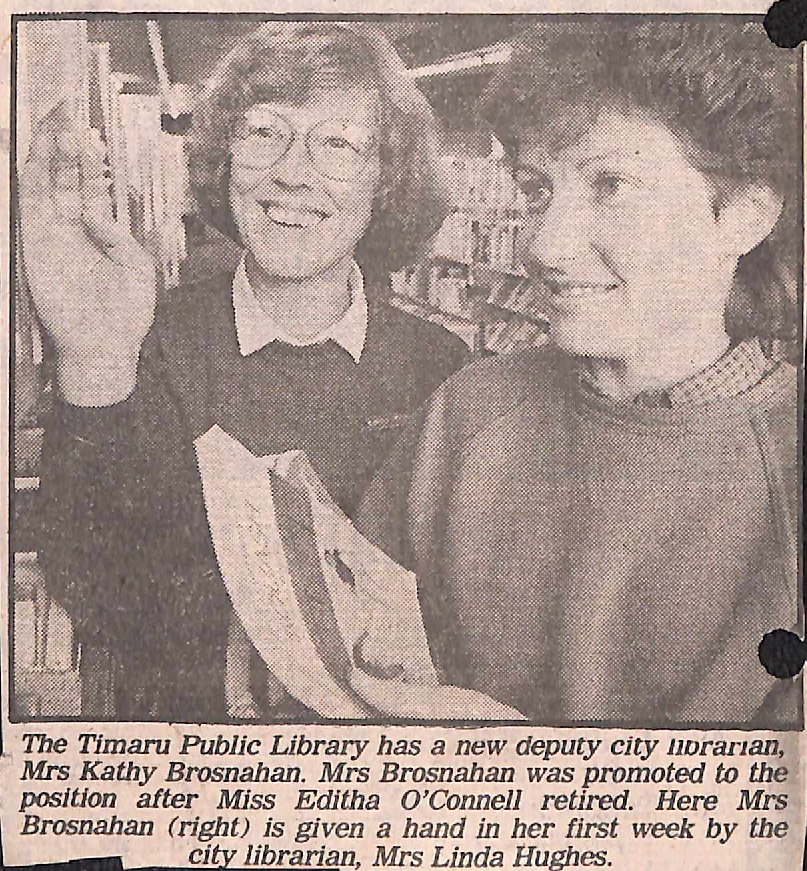 The Timaru Public Library has a new deputy city librarian,
Mrs Kathy Brosnahan. Mrs Brosnahan was promoted to the
position after Miss Editha O'Connell retired. Here Mrs
Brosnahan (right) is given a hand in her first week by the
city librarian, Mrs Linda Hughes.